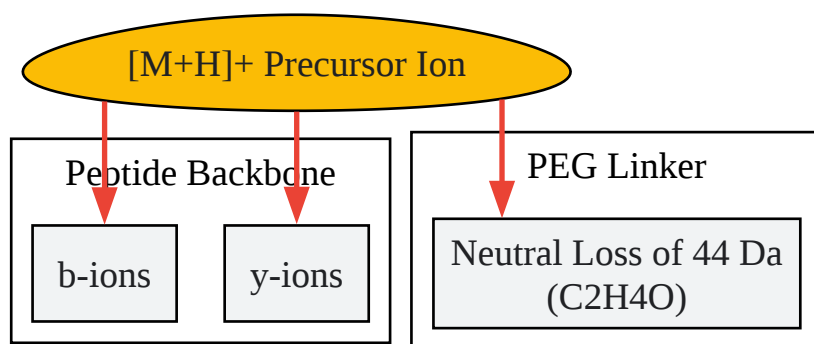 [M+H]+ Precursor Ion
Peptide Backbone
PEG Linker
b-ions
y-ions
Neutral Loss of 44 Da
(C2H4O)